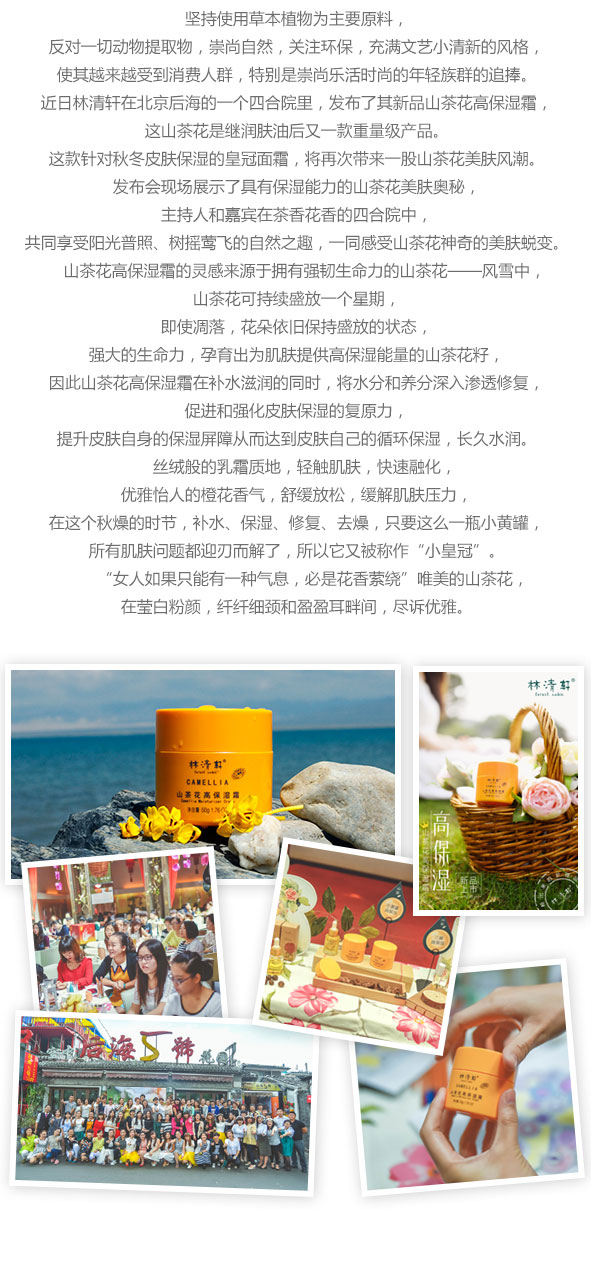 坚持使用草本植物为主要原料，
反对一切动物提取物，崇尚自然，关注环保，充满文艺小清新的风格，
使其越来越受到消费人群，特别是崇尚乐活时尚的年轻族群的追捧。
近日林清轩在北京后海的一个四合院里，发布了其新品山茶花高保湿霜，
这山茶花是继润肤油后又一款重量级产品。
这款针对秋冬皮肤保湿的皇冠面霜，将再次带来一股山茶花美肤风潮。
发布会现场展示了具有保湿能力的山茶花美肤奥秘，
主持人和嘉宾在茶香花香的四合院中，
共同享受阳光普照、树摇莺飞的自然之趣，一同感受山茶花神奇的美肤蜕变。
山茶花高保湿霜的灵感来源于拥有强韧生命力的山茶花——风雪中，
山茶花可持续盛放一个星期，
即使凋落，花朵依旧保持盛放的状态，
强大的生命力，孕育出为肌肤提供高保湿能量的山茶花籽，
因此山茶花高保湿霜在补水滋润的同时，将水分和养分深入渗透修复，
促进和强化皮肤保湿的复原力，
提升皮肤自身的保湿屏障从而达到皮肤自己的循环保湿，长久水润。
丝绒般的乳霜质地，轻触肌肤，快速融化，
优雅怡人的橙花香气，舒缓放松，缓解肌肤压力，
在这个秋燥的时节，补水、保湿、修复、去燥，只要这么一瓶小黄罐，
所有肌肤问题都迎刃而解了，所以它又被称作“小皇冠”。
“女人如果只能有一种气息，必是花香萦绕”唯美的山茶花，
在莹白粉颜，纤纤细颈和盈盈耳畔间，尽诉优雅。
林清轩®
forest cabin
林清轩
forest cabin
CAMELLIA
山茶花高保湿霜
Camellia Moisturizer Cream
净含量: 60g
林清轩
高保湿
新品上市
林清轩
后海5號
林清轩
CAMELLIA
山茶花高保湿霜